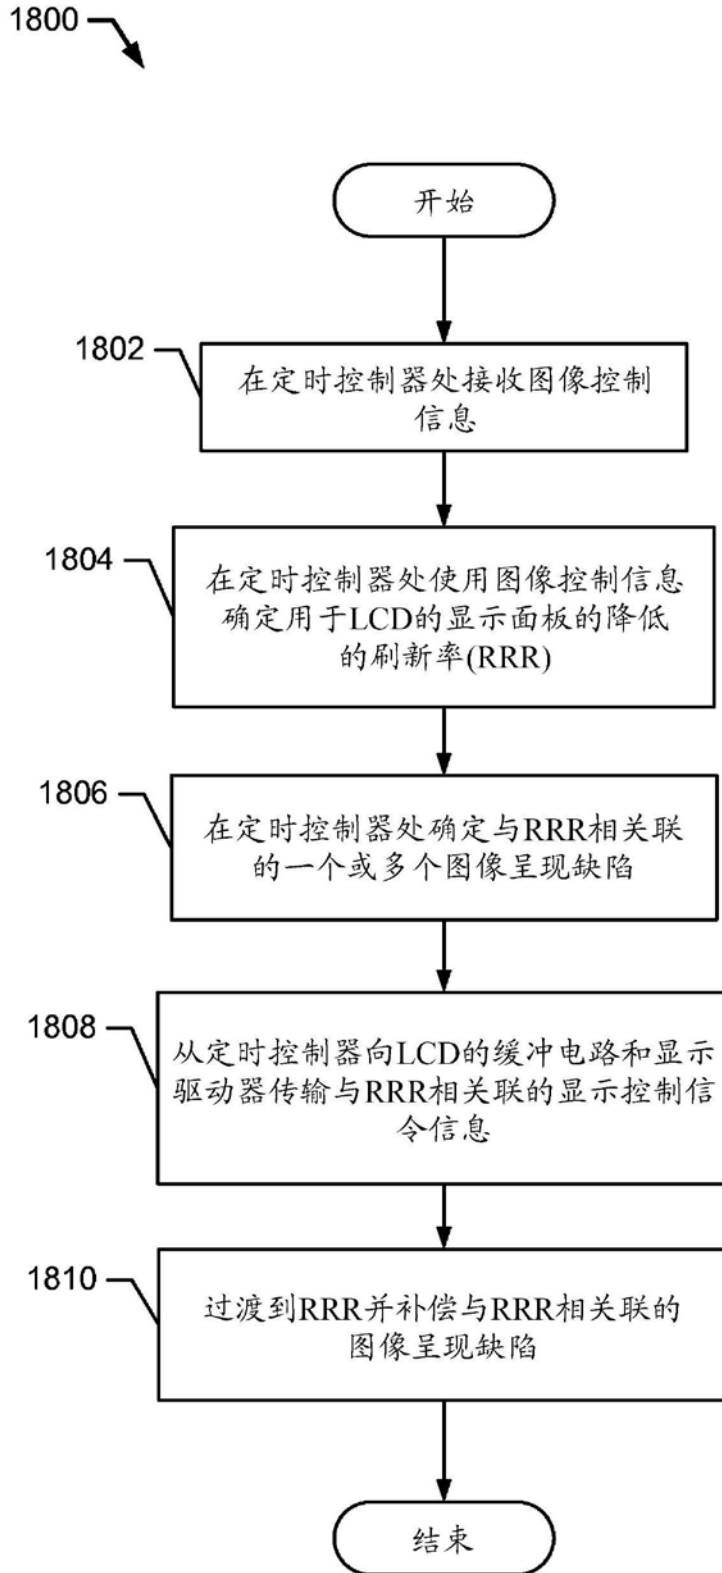 1800
开始
1802
在定时控制器处接收图像控制
信息
1804
在定时控制器处使用图像控制信息
确定用于LCD的显示面板的降低
的刷新率(RRR)
1806
在定时控制器处确定与RRR相关联
的一个或多个图像呈现缺陷
1808
从定时控制器向LCD的缓冲电路和显示
驱动器传输与RRR相关联的显示控制信
令信息
1810
过渡到RRR并补偿与RRR相关联的
图像呈现缺陷
结束